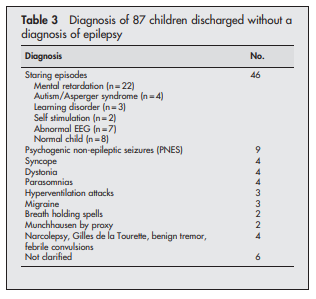 Table 3 Diagnosis of 87 children discharged without a
diagnosis of epilepsy
Diagnosis No.
Staring episodes 46
Mental retardation (n=22)
Autism/Asperger syndrome (n=4)
Learning disorder (n=3)
Self stimulation (n=2)
Abnormal EEG (n=7)
Normal child (n=8)
Psychogenic non-epileptic seizures (PNES) 9
Syncope 4
Dystonia 4
Parasomnias 4
Hyperventilation attacks 3
Migraine 3
Breath holding spells 2
Munchhausen by proxy 2
Narcolepsy, Gilles de la Tourette, benign tremor, 4
febrile convulsions
Not clarified 6